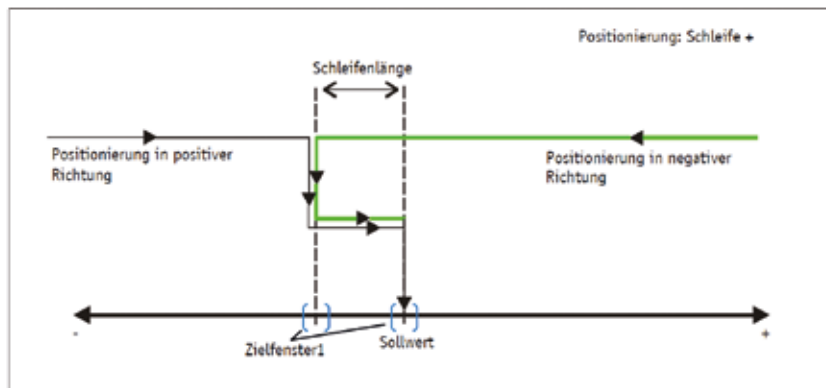 Positionierung: Schleife +
Schleifenlänge
Positionierung in positiver
Richtung
Positionierung in negativer
Richtung
- +
Zielfenster1 Sollwert